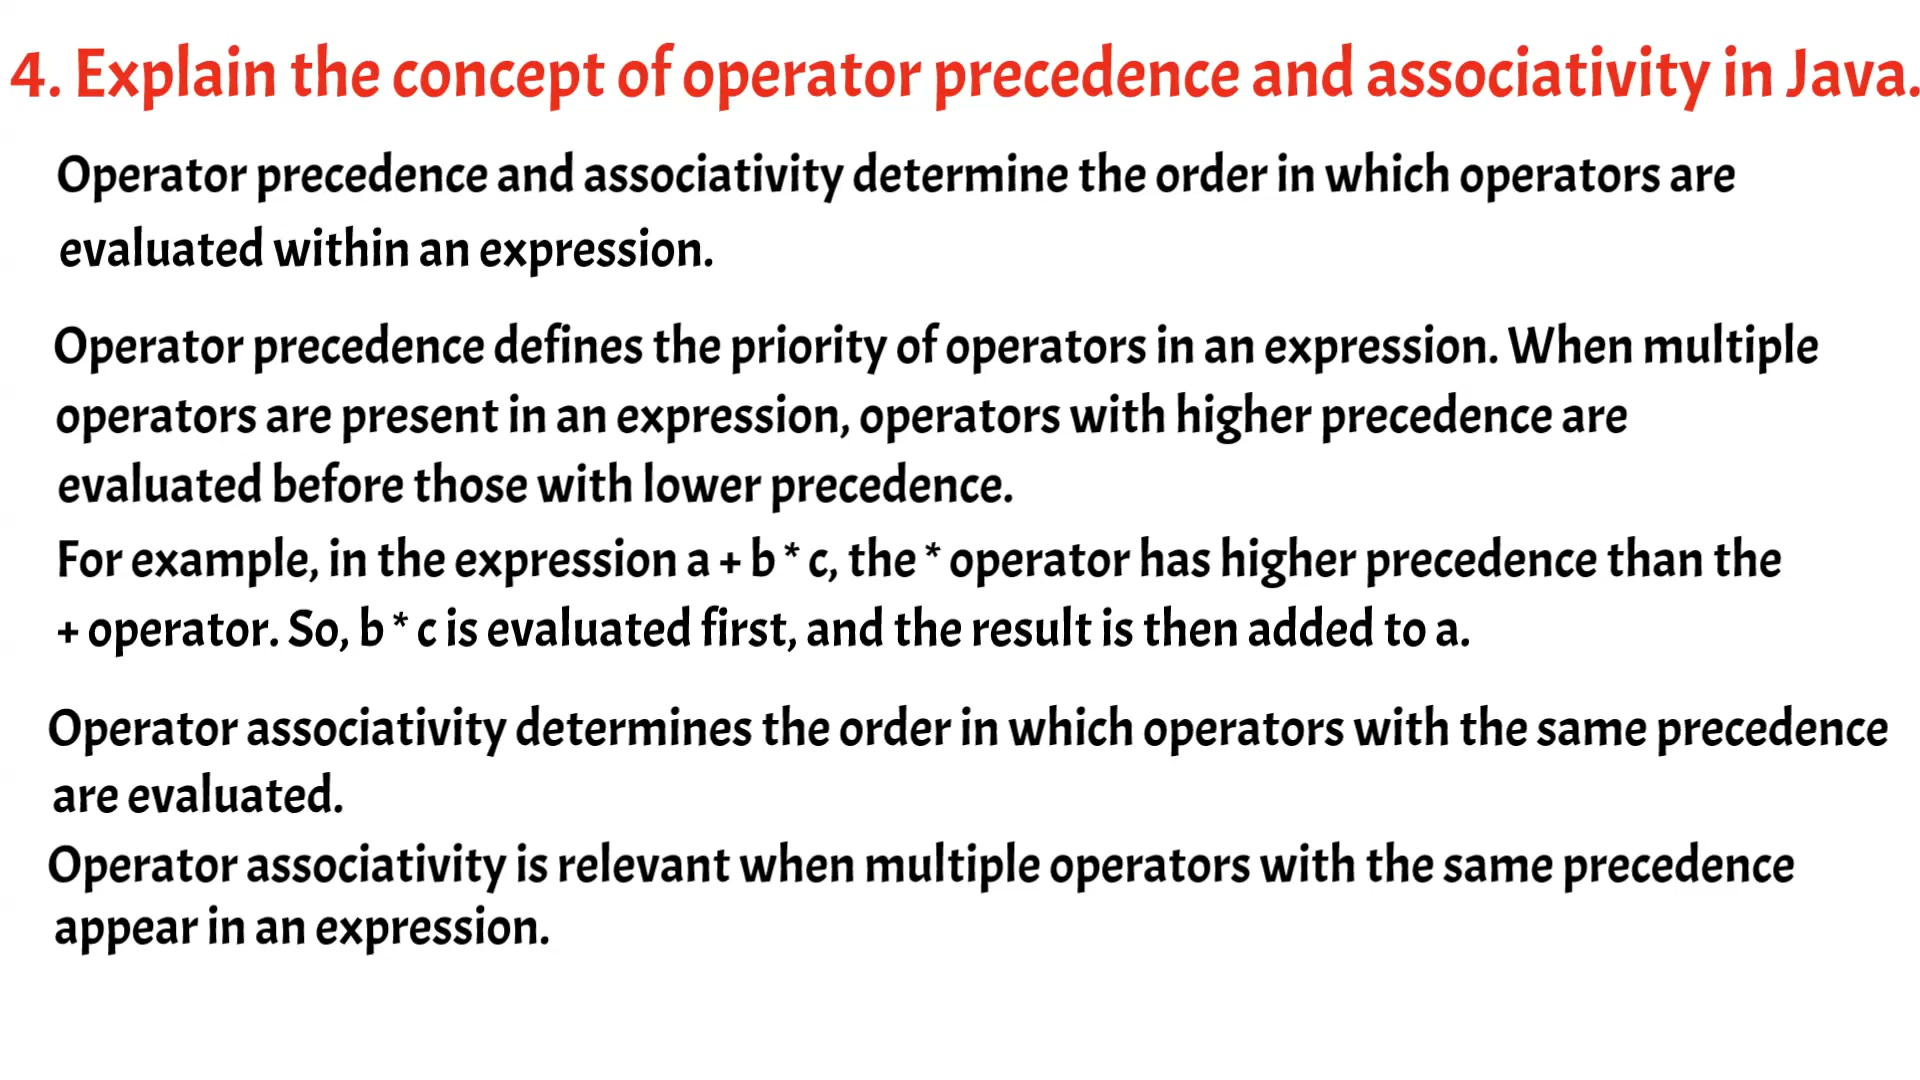 4. Explain the concept of operator precedence and associativity in Java.
Operator precedence and associativity determine the order in which operators are
evaluated within an expression.
Operator precedence defines the priority of operators in an expression. When multiple
operators are present in an expression, operators with higher precedence are
evaluated before those with lower precedence.
For example, in the expression a + b * c, the * operator has higher precedence than the
+ operator. So, b * c is evaluated first, and the result is then added to a.
Operator associativity determines the order in which operators with the same precedence
are evaluated.
Operator associativity is relevant when multiple operators with the same precedence
appear in an expression.